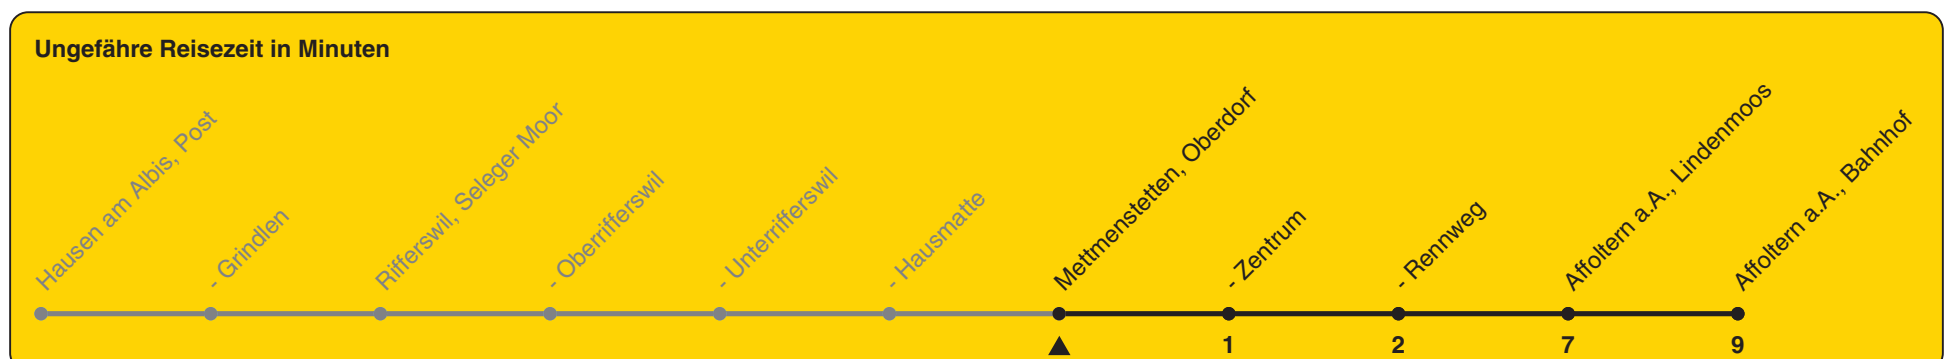 Ungefähre Reisezeit in Minuten
Hausen am Albis, Post
- Grindlen
Rifferswil, Seleger Moor
- Oberrifferswil
- Unterrifferswil
- Hausmatte
Mettmenstetten, Oberdorf
- Zentrum
- Rennweg
Affoltern a.A., Lindenmoos
Affoltern a.A., Bahnhof
1 2 7 9